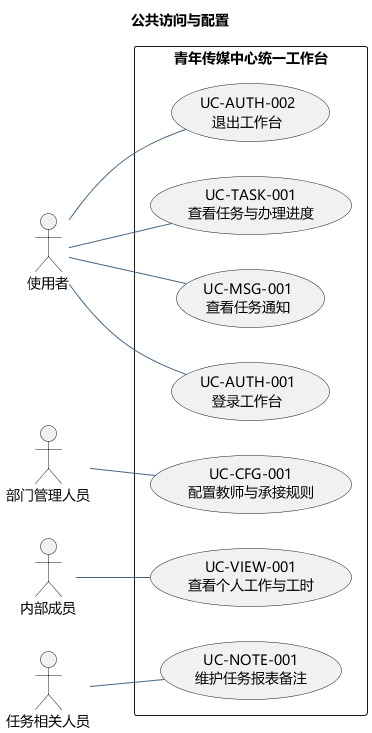 公共访问与配置
青年传媒中心统一工作台
UC-AUTH-002
退出工作台
UC-TASK-001
查看任务与办理进度
使用者
UC-MSG-001
查看任务通知
UC-AUTH-001
登录工作台
部门管理人员
UC-CFG-001
配置教师与承接规则
内部成员
UC-VIEW-001
查看个人工作与工时
任务相关人员
UC-NOTE-001
维护任务报表备注